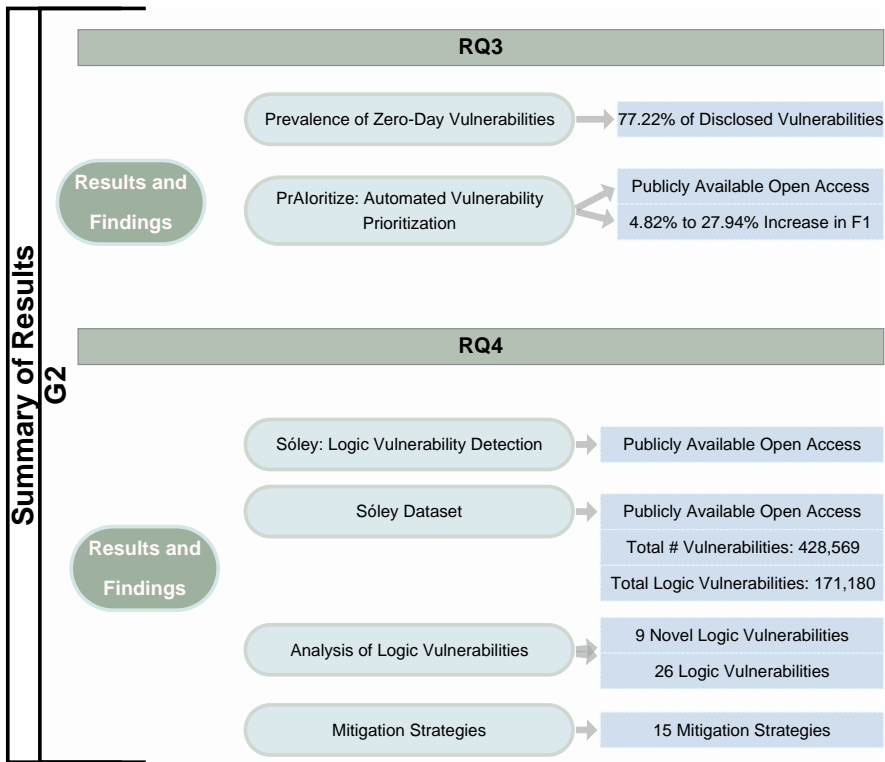 Summary of Results
G2
RQ3
Results and
Findings
Prevalence of Zero-Day Vulnerabilities
77.22% of Disclosed Vulnerabilities
PrAIoritize: Automated Vulnerability
Prioritization
Publicly Available Open Access
4.82% to 27.94% Increase in F1
RQ4
Results and
Findings
Sóley: Logic Vulnerability Detection
Publicly Available Open Access
Sóley Dataset
Publicly Available Open Access
Total # Vulnerabilities: 428,569
Total Logic Vulnerabilities: 171,180
Analysis of Logic Vulnerabilities
9 Novel Logic Vulnerabilities
26 Logic Vulnerabilities
Mitigation Strategies
15 Mitigation Strategies